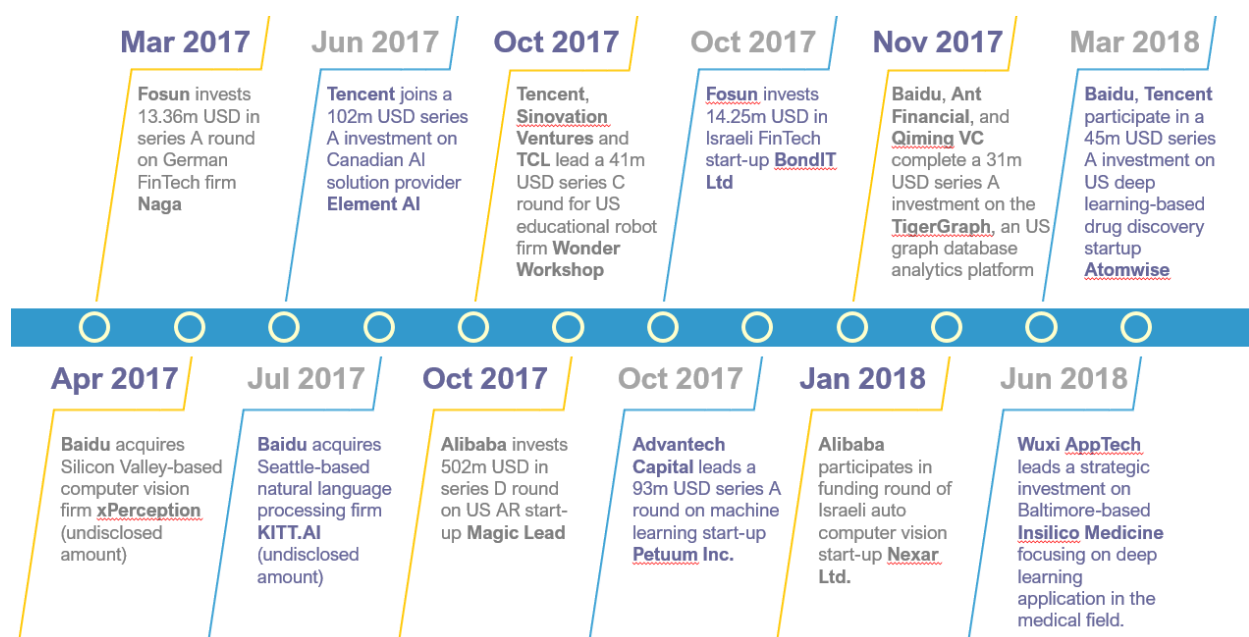 Mar 2017
Fosun invests
13.36m USD in
series A round
on German
FinTech firm
Naga
Jun 2017
Tencent joins a
102m USD series
A investment on
Canadian AI
solution provider
Element AI
Oct 2017
Tencent,
Sinovation
Ventures and
TCL lead a 41m
USD series C
round for US
educational robot
firm Wonder
Workshop
Oct 2017
Fosun invests
14.25m USD in
Israeli FinTech
start-up BondIT
Ltd
Nov 2017
Baidu, Ant
Financial, and
Qiming VC
complete a 31m
USD series A
investment on the
TigerGraph, an US
graph database
analytics platform
Mar 2018
Baidu, Tencent
participate in a
45m USD series
A investment on
US deep
learning-based
drug discovery
startup
Atomwise
Apr 2017
Baidu acquires
Silicon Valley-based
computer vision
firm xPerception
(undisclosed
amount)
Jul 2017
Baidu acquires
Seattle-based
natural language
processing firm
KITT.AI
(undisclosed
amount)
Oct 2017
Alibaba invests
502m USD in
series D round
on US AR start-
up Magic Lead
Oct 2017
Advantech
Capital leads a
93m USD series A
round on machine
learning start-up
Petuum Inc.
Jan 2018
Alibaba
participates in
funding round of
Israeli auto
computer vision
start-up Nexar
Ltd.
Jun 2018
Wuxi AppTech
leads a strategic
investment on
Baltimore-based
Insilico Medicine
focusing on deep
learning
application in the
medical field.